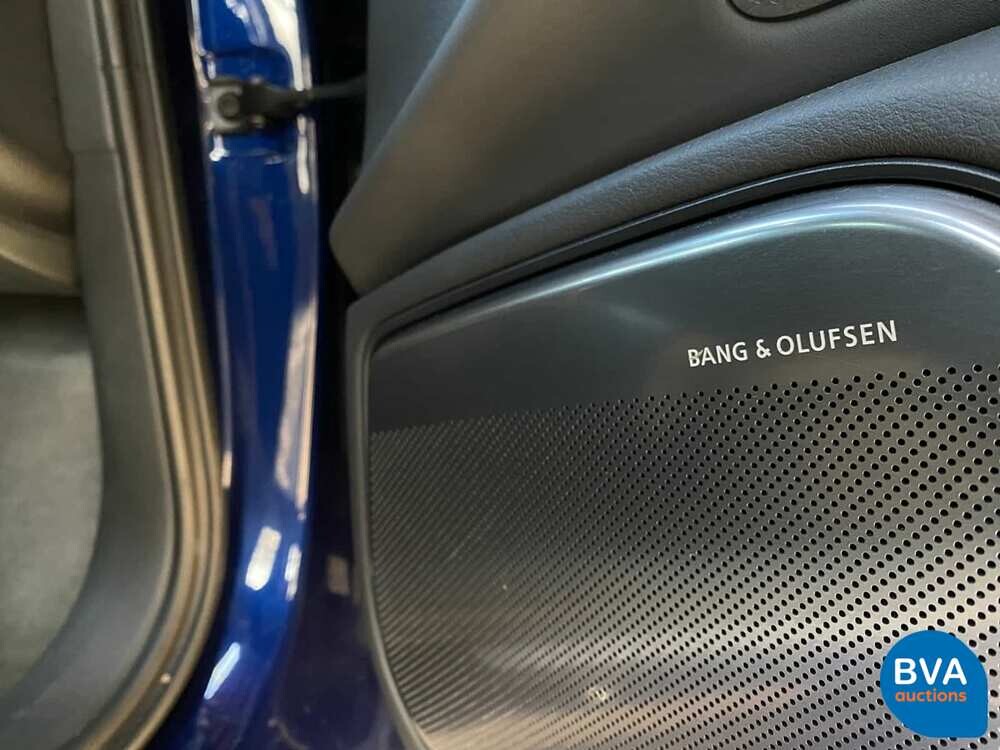 BANG & OLUFSEN
BVA
auctions